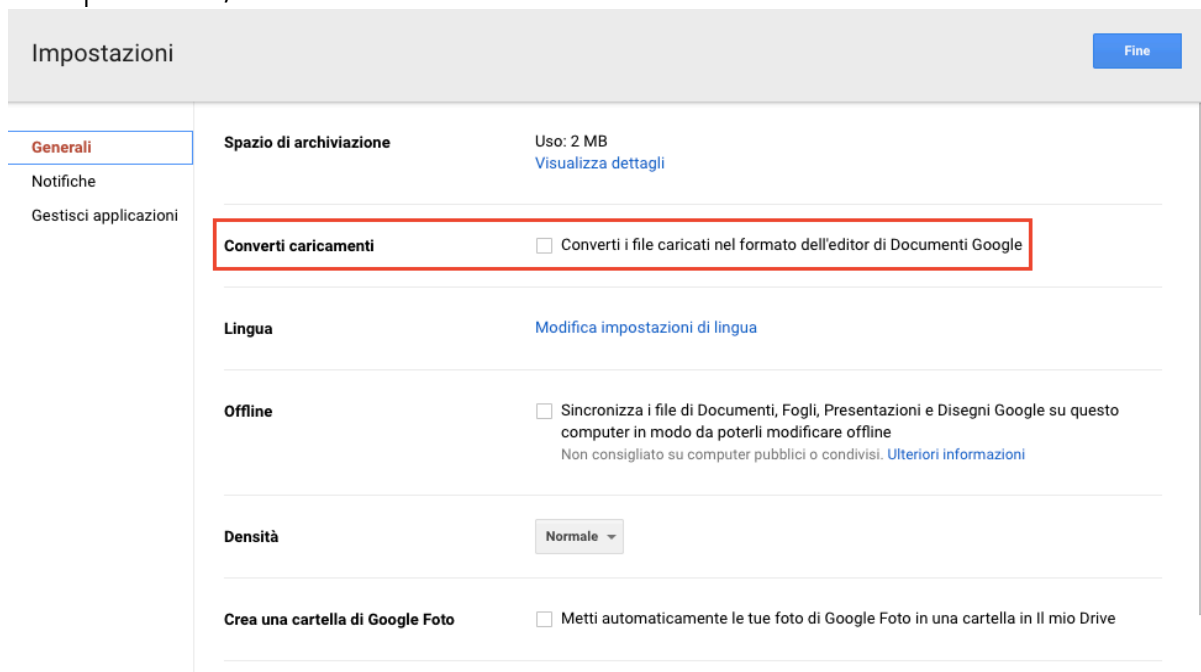 Impostazioni
Fine
Generali
Notifiche
Gestisci applicazioni
Spazio di archiviazione
Uso: 2 MB
Visualizza dettagli
Converti caricamenti
Converti i file caricati nel formato dell'editor di Documenti Google
Lingua
Modifica impostazioni di lingua
Offline
Sincronizza i file di Documenti, Fogli, Presentazioni e Disegni Google su questo
computer in modo da poterli modificare offline
Non consigliato su computer pubblici o condivisi. Ulteriori informazioni
Densità
Normale
Crea una cartella di Google Foto
Metti automaticamente le tue foto di Google Foto in una cartella in Il mio Drive